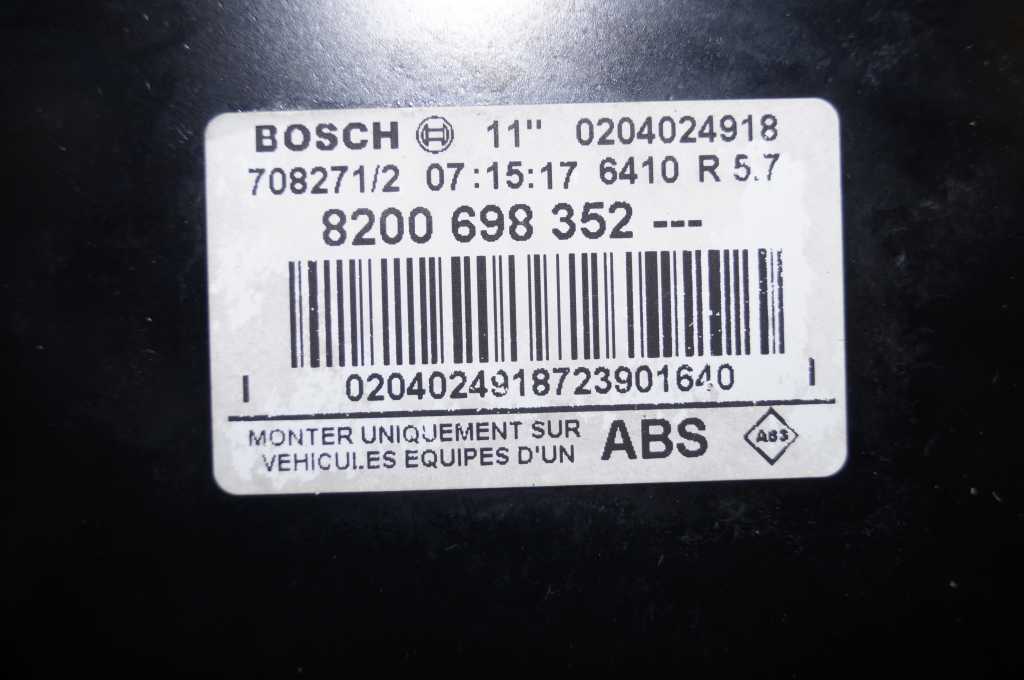 BOSCH 11" 0204024918
708271/2 07:15:17 6410 R 5.7
8200 698 352 ---
0204024918723901640
MONTER UNIQUEMENT SUR
VEHICULES EQUIPES D'UN ABS
ABS